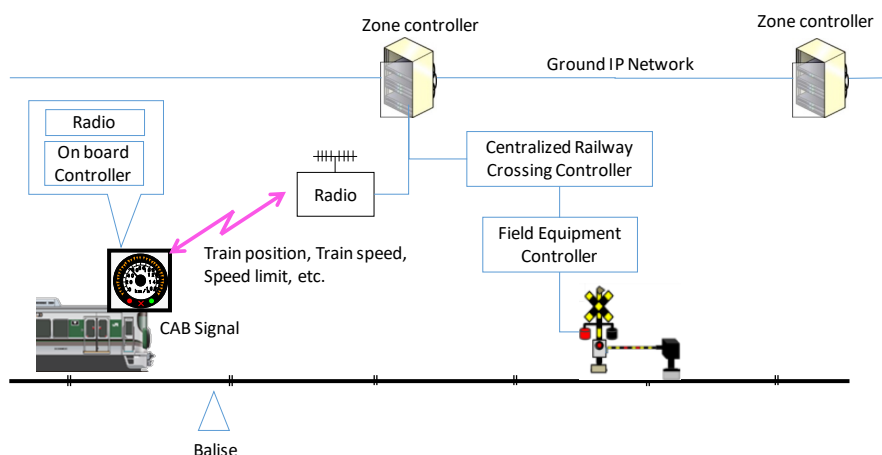 Zone controller
Zone controller
Ground IP Network
Radio
On board
Controller
Centralized Railway
Crossing Controller
Radio
Field Equipment
Controller
Train position, Train speed,
Speed limit, etc.
CAB Signal
Balise